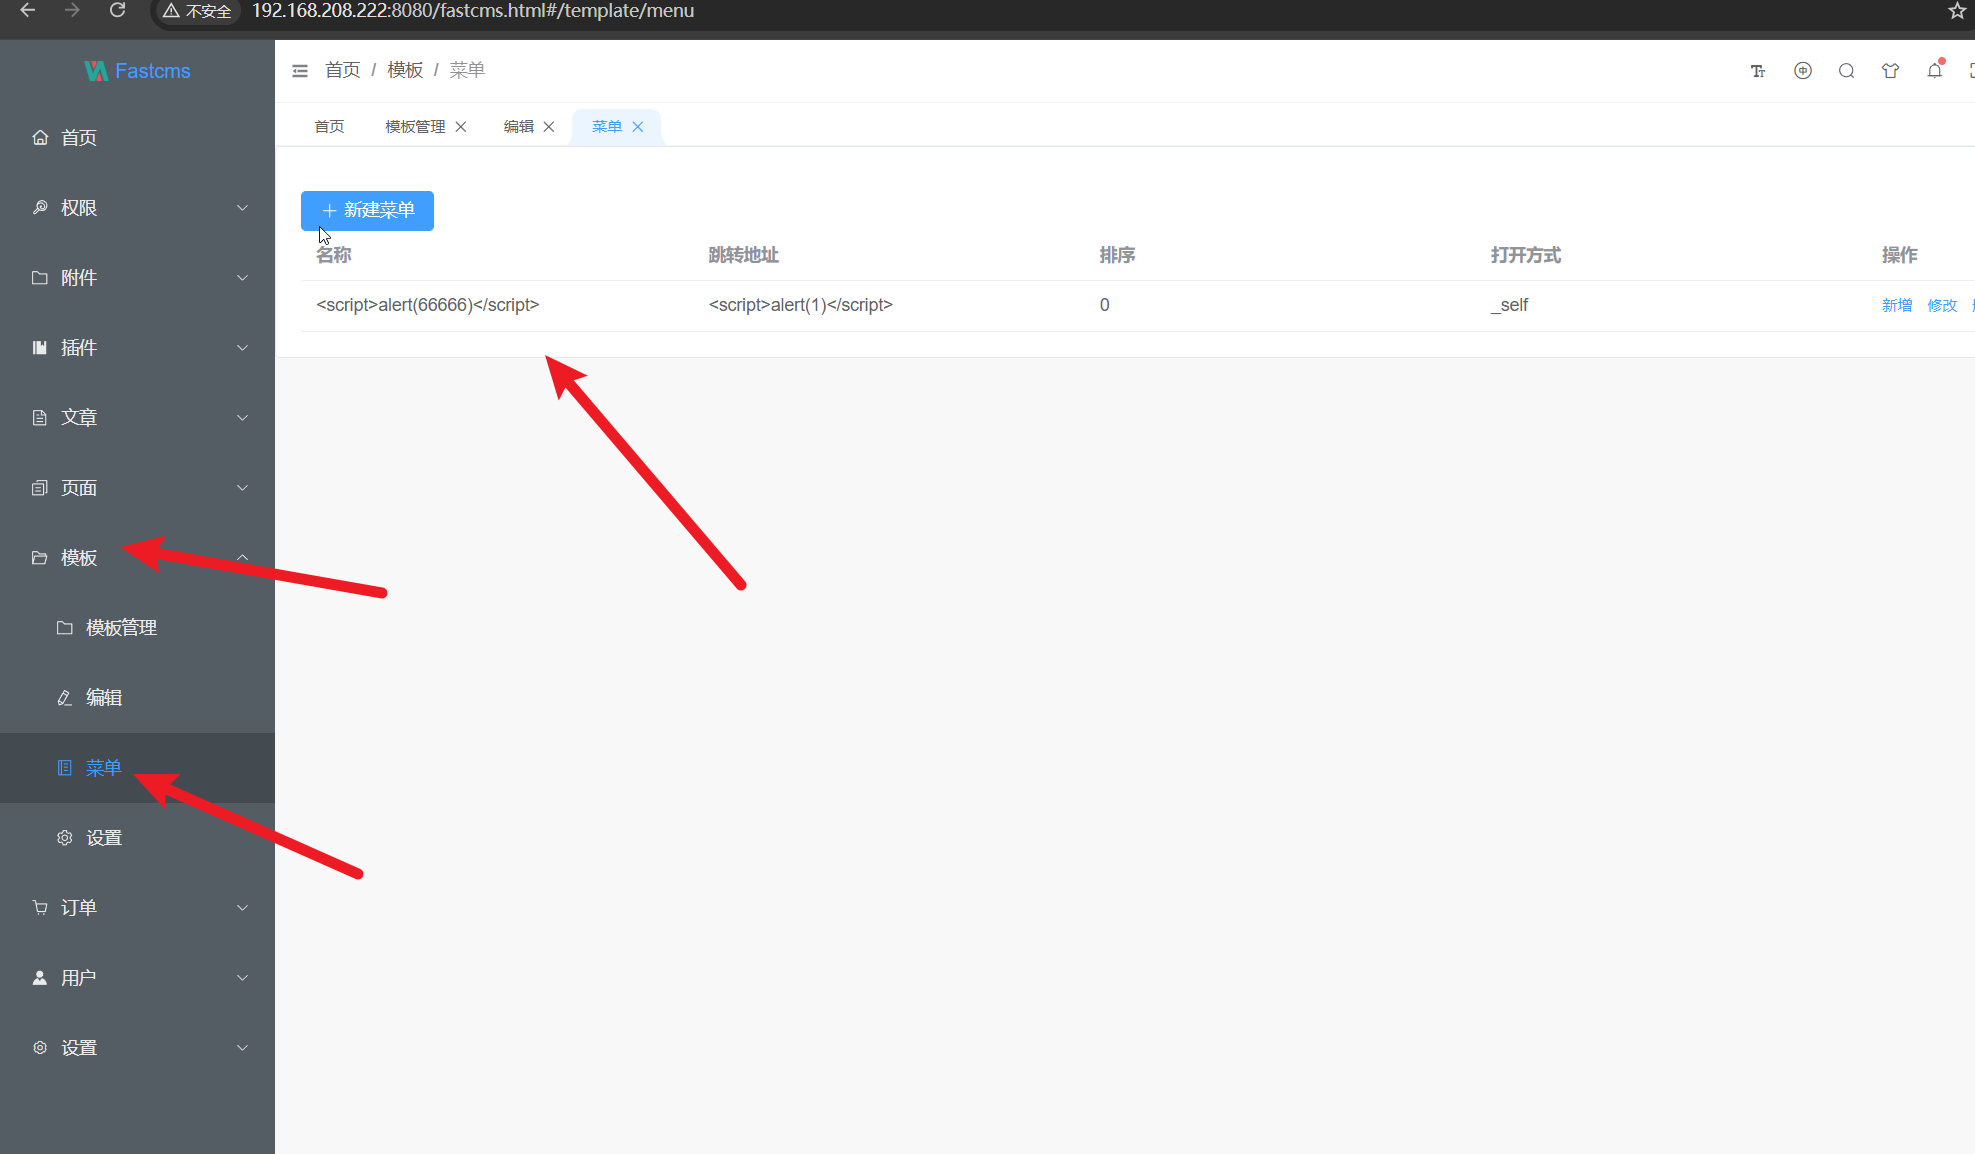 不安全 192.168.208.222:8080/fastcms.html#/template/menu
Fastcms
首页 / 模板 / 菜单
首页 模板管理 编辑 菜单
首页
权限
附件
插件
文章
页面
模板
模板管理
编辑
菜单
设置
订单
用户
设置
新建菜单
名称 跳转地址 排序 打开方式 操作
<script>alert(66666)</script> <script>alert(1)</script> 0 _self 新增 修改